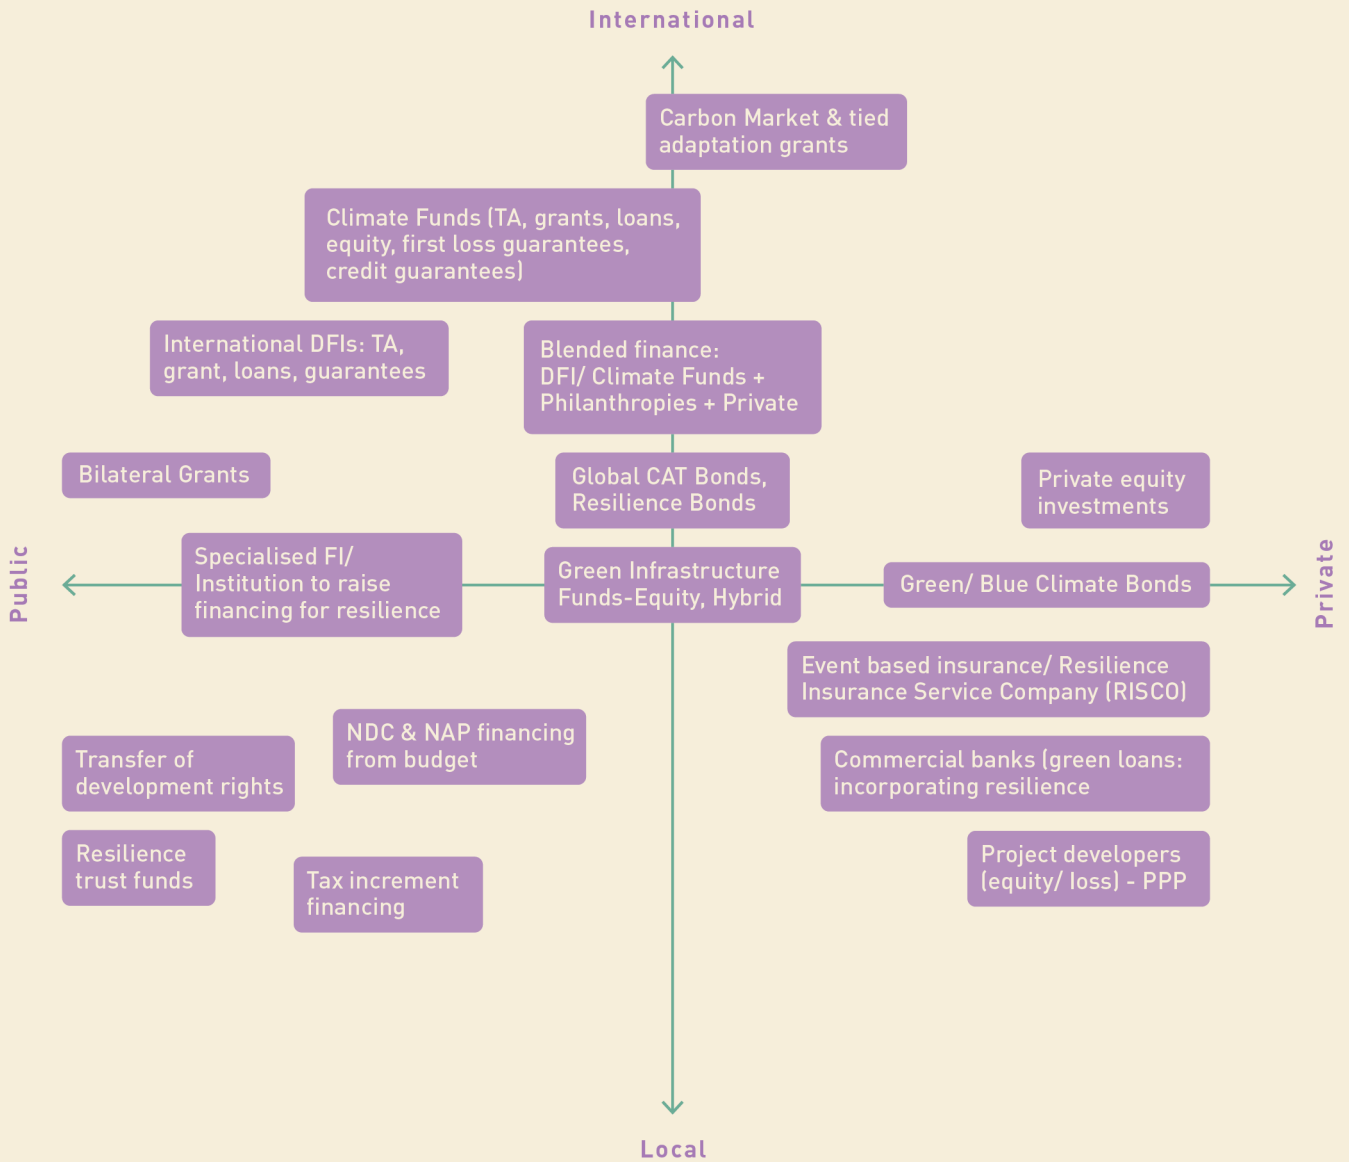 International
Carbon Market & tied
adaptation grants
Climate Funds (TA, grants, loans,
equity, first loss guarantees,
credit guarantees)
International DFIs: TA,
grant, loans, guarantees
Blended finance:
DFI/ Climate Funds +
Philanthropies + Private
Bilateral Grants
Global CAT Bonds,
Resilience Bonds
Private equity
investments
Public
Specialised FI/
Institution to raise
financing for resilience
Green Infrastructure
Funds-Equity, Hybrid
Green/ Blue Climate Bonds
Private
Event based insurance/ Resilience
Insurance Service Company (RISCO)
NDC & NAP financing
from budget
Transfer of
development rights
Commercial banks (green loans:
incorporating resilience
Resilience
trust funds
Tax increment
financing
Project developers
(equity/ loss) - PPP
Local